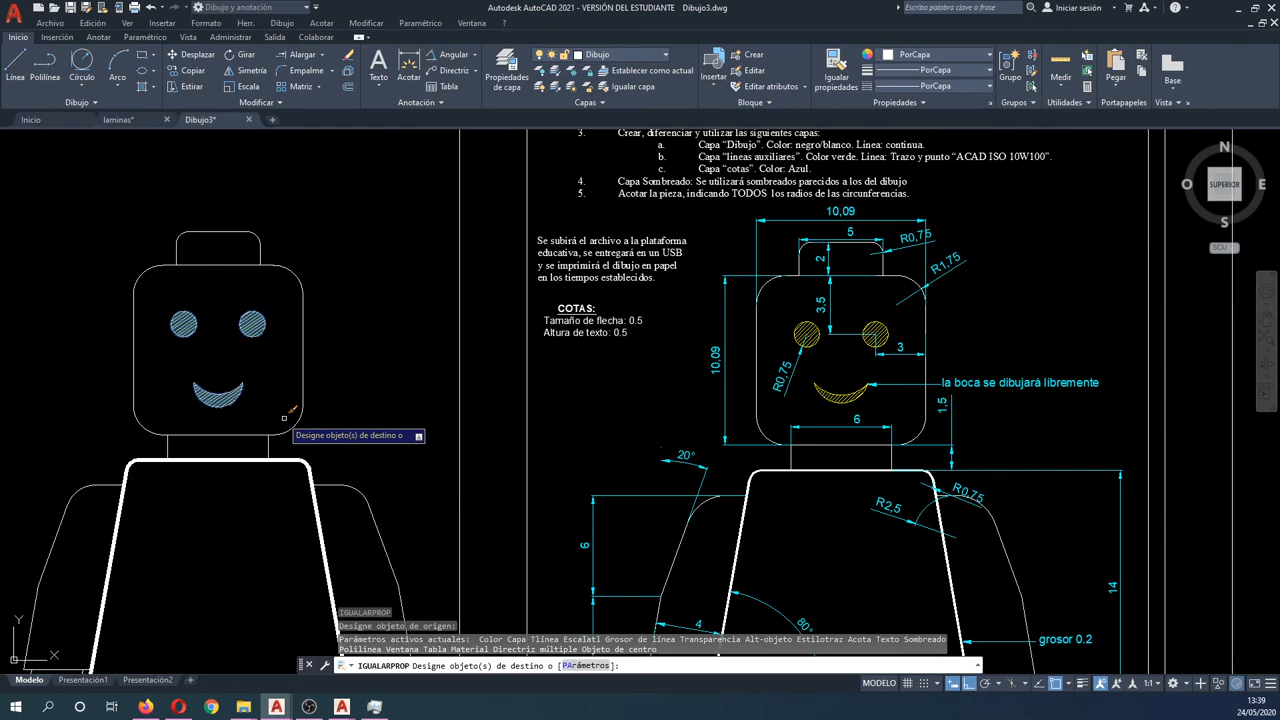 Dibujo y anotación
Autodesk AutoCAD 2021 - VERSIÓN DEL ESTUDIANTE Dibujo3.dwg
Escriba palabra clave o frase
Iniciar sesión
Archivo Edición Ver Insertar Formato Herr. Dibujo Acotar Modificar Paramétrico Ventana
Inicio Inserción Anotar Paramétrico Vista Administrar Salida Colaborar
Línea
Polilínea
Círculo
Arco
Desplazar
Copiar
Estirar
Girar
Simetría
Escala
Alargar
Empalme
Matriz
Texto
Acotar
Angular
Directriz
Tabla
Propiedades de capa
Dibujo
Establecer como actual
Igualar capa
Insertar
Crear
Editar
Editar atributos
Igualar propiedades
PorCapa
PorCapa
PorCapa
Grupo
Medir
Pegar
Base
Dibujo
Modificar
Anotación
Capas
Bloque
Propiedades
Grupos
Utilidades
Portapapeles
Vista
Inicio
laminas*
Dibujo3*
3. Crear, diferenciar y utilizar las siguientes capas:
a. Capa “Dibujo”. Color: negro/blanco. Línea: continua.
b. Capa “lineas auxiliares”. Color verde. Línea: Trazo y punto “ACAD ISO 10W100”.
c. Capa “cotas”. Color: Azul.
4. Capa Sombreado: Se utilizará sombreados parecidos a los del dibujo
5. Acotar la pieza, indicando TODOS los radios de las circunferencias.
N
O
SUPERIOR
E
S
SCU
Se subirá el archivo a la plataforma
educativa, se entregará en un USB
y se imprimirá el dibujo en papel
en los tiempos establecidos.
COTAS:
Tamaño de flecha: 0.5
Altura de texto: 0.5
10,09
5
R0,75
2
R1,75
3,5
3
10,09
R0,75
la boca se dibujará libremente
1,5
6
20°
R0,75
R2,5
6
14
4
80°
grosor 0.2
Designe objeto(s) de destino o
Y
X
IGUALARPROP
Designe objeto de origen:
Parámetros activos actuales: Color Capa Tlínea Escalatl Grosor de línea Transparencia Alt-objeto Estilotraz Acota Texto Sombreado
Polilínea Ventana Tabla Material Directriz múltiple Objeto de centro
IGUALARPROP Designe objeto(s) de destino o [PArámetros]:
Modelo Presentación1 Presentación2 +
MODELO
1:1
13:39
24/05/2020